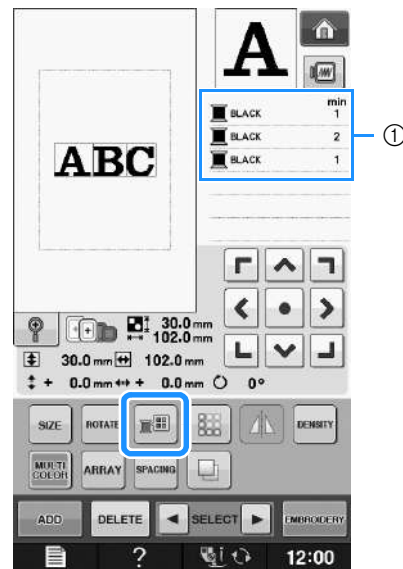 A
min
BLACK 1
BLACK 2
BLACK 1
①
ABC
30.0 mm
102.0 mm
30.0 mm 102.0 mm
+ 0.0 mm + 0.0 mm 0°
SIZE ROTATE DENSITY
MULTI COLOR ARRAY SPACING
ADD DELETE SELECT EMBROIDERY
? 12:00